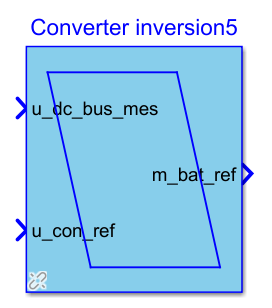 Converter inversion5
u_dc_bus_mes
m_bat_ref
u_con_ref